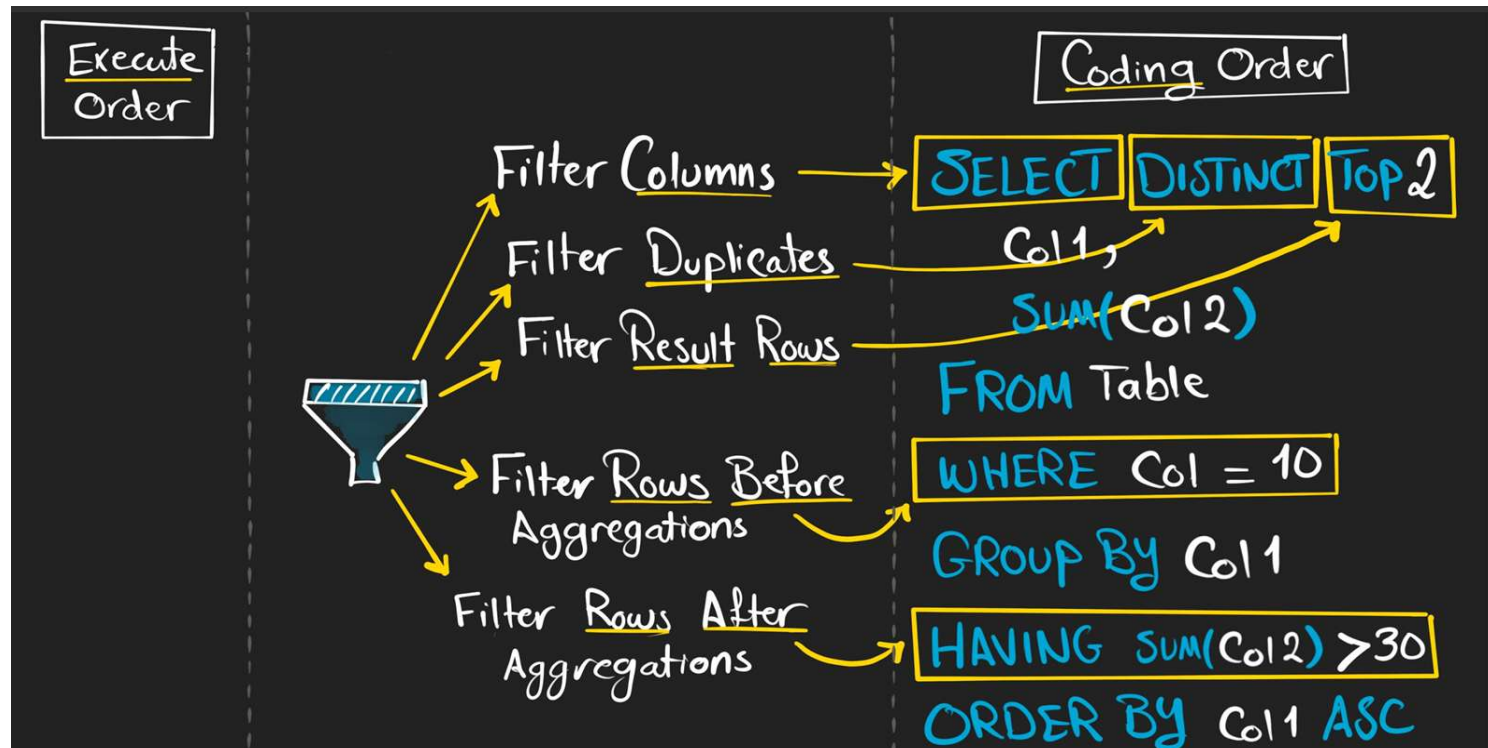 Execute
Order
Filter Columns
Filter Duplicates
Filter Result Rows
Filter Rows Before
Aggregations
Filter Rows After
Aggregations
Coding Order
SELECT DISTINCT TOP 2
Col1,
SUM(Col2)
FROM Table
WHERE Col = 10
GROUP BY Col1
HAVING SUM(Col2) >30
ORDER BY Col1 ASC